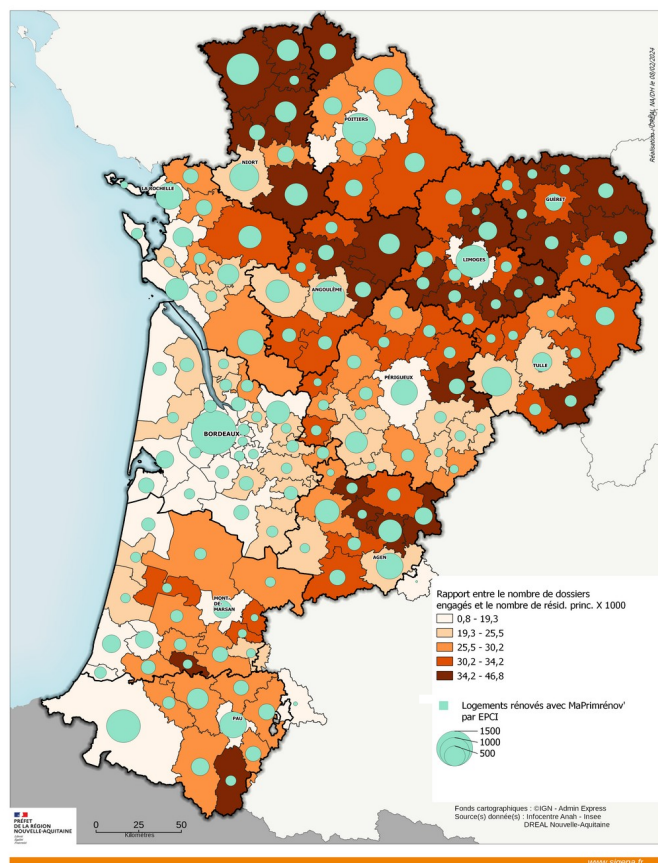 Réalisation : DREAL NA/DH le 08/02/2024
POITIERS
NIORT
LA ROCHELLE
GUÉRET
LIMOGES
ANGOULÊME
TULLE
PÉRIGUEUX
BORDEAUX
AGEN
MONT-
DE-
MARSAN
PAU
Rapport entre le nombre de dossiers
engagés et le nombre de résid. princ. X 1000
0,8 - 19,3
19,3 - 25,5
25,5 - 30,2
30,2 - 34,2
34,2 - 46,8
Logements rénovés avec MaPrimrénov'
par EPCI
1500
1000
500
PRÉFET
DE LA RÉGION
NOUVELLE-AQUITAINE
0 25 50
Kilomètres
Fonds cartographiques : ©IGN - Admin Express
Source(s) donnée(s) : Infocentre Anah - Insee
DREAL Nouvelle-Aquitaine
www.sigena.fr